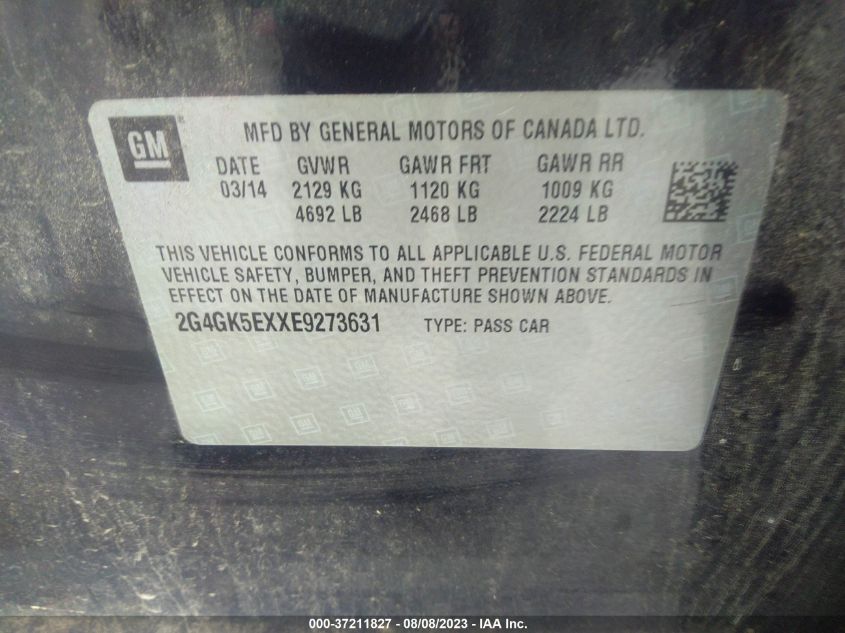 GM
MFD BY GENERAL MOTORS OF CANADA LTD.
DATE GVWR GAWR FRT GAWR RR
03/14 2129 KG 1120 KG 1009 KG
4692 LB 2468 LB 2224 LB
THIS VEHICLE CONFORMS TO ALL APPLICABLE U.S. FEDERAL MOTOR
VEHICLE SAFETY, BUMPER, AND THEFT PREVENTION STANDARDS IN
EFFECT ON THE DATE OF MANUFACTURE SHOWN ABOVE.
2G4GK5EXXE9273631 TYPE: PASS CAR
000-37211827 - 08/08/2023 - IAA Inc.